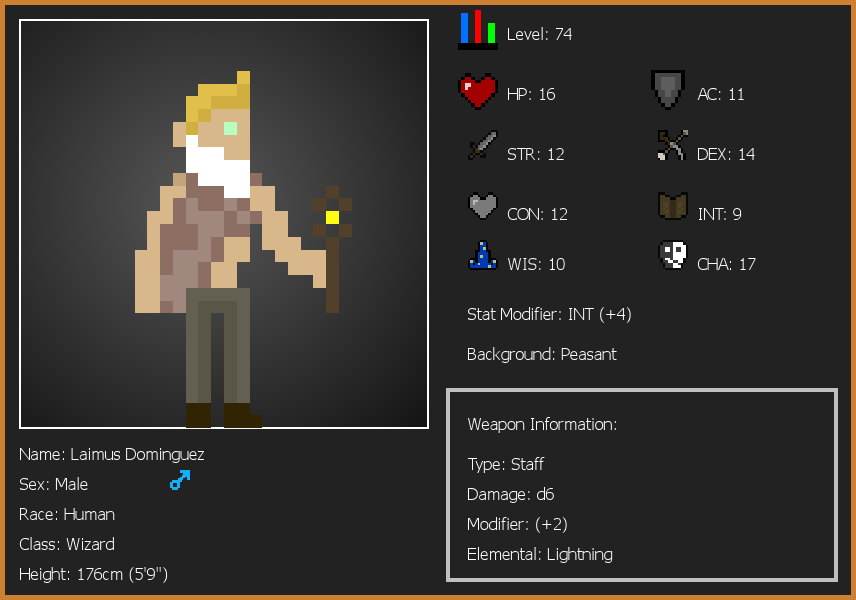 Level: 74
HP: 16
AC: 11
STR: 12
DEX: 14
CON: 12
INT: 9
WIS: 10
CHA: 17
Stat Modifier: INT (+4)
Background: Peasant
Weapon Information:
Type: Staff
Damage: d6
Modifier: (+2)
Elemental: Lightning
Name: Laimus Dominguez
Sex: Male
Race: Human
Class: Wizard
Height: 176cm (5'9")